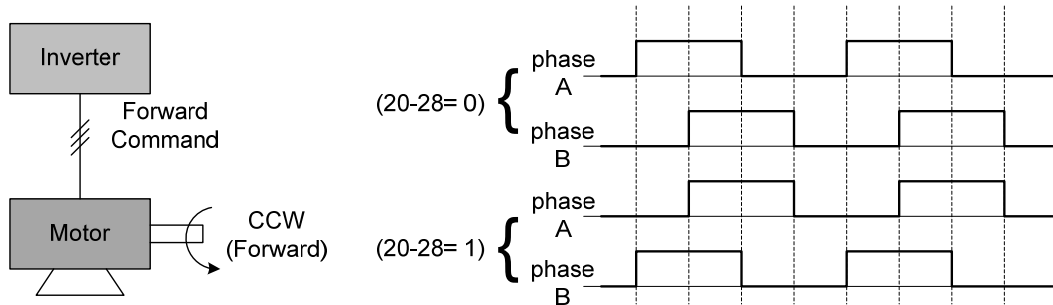 Inverter
Forward
Command
Motor
CCW
(Forward)
(20-28= 0)
phase
A
phase
B
(20-28= 1)
phase
A
phase
B